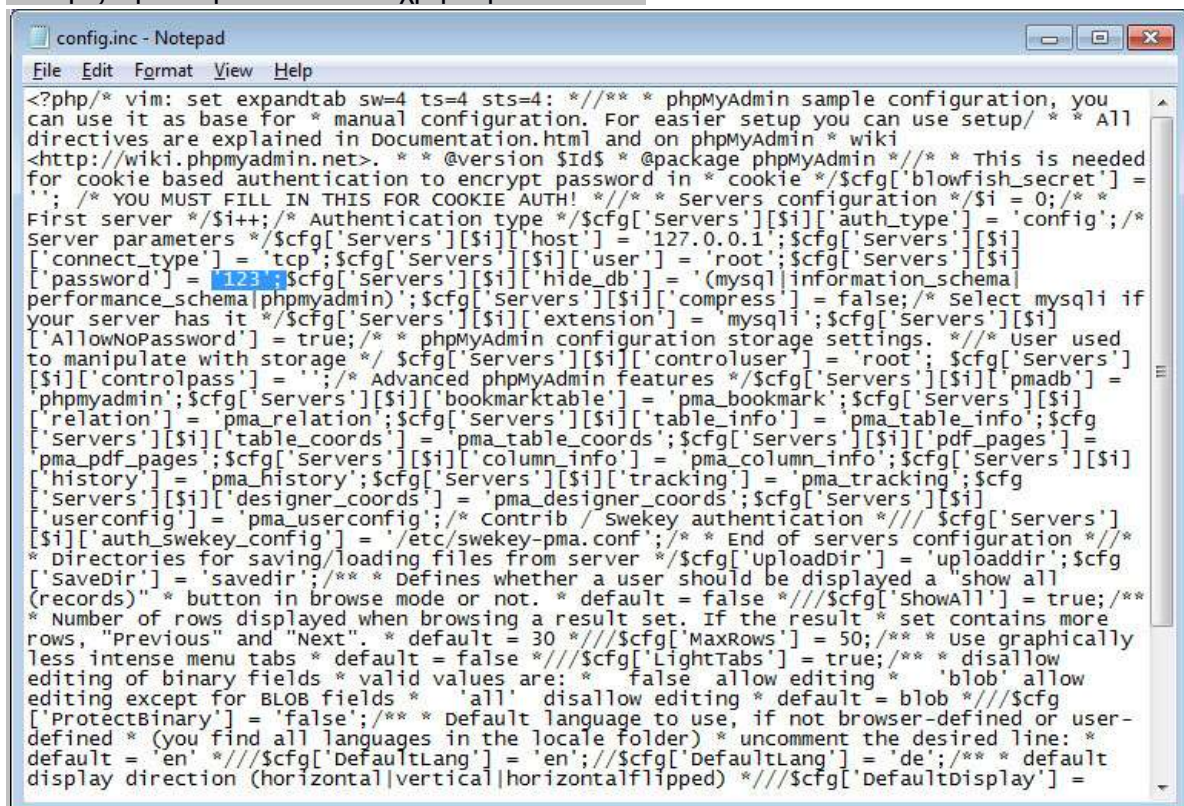 config.inc - Notepad
File Edit Format View Help
<?php/* vim: set expandtab sw=4 ts=4 sts=4: *//** * phpMyAdmin sample configuration, you
can use it as base for * manual configuration. For easier setup you can use setup/ * * All
directives are explained in Documentation.html and on phpMyAdmin * wiki
<http://wiki.phpmyadmin.net>. * * @version $Id$ * @package phpMyAdmin *//* * This is needed
for cookie based authentication to encrypt password in * cookie */$cfg['blowfish_secret'] =
''; /* YOU MUST FILL IN THIS FOR COOKIE AUTH! *//* * Servers configuration */$i = 0;/* *
First server */$i++;/* Authentication type */$cfg['Servers'][$i]['auth_type'] = 'config';/*
Server parameters */$cfg['Servers'][$i]['host'] = '127.0.0.1';$cfg['Servers'][$i]
['connect_type'] = 'tcp';$cfg['Servers'][$i]['user'] = 'root';$cfg['Servers'][$i]
['password'] = '123';$cfg['Servers'][$i]['hide_db'] = '(mysql|information_schema|
performance_schema|phpmyadmin)';$cfg['Servers'][$i]['compress'] = false;/* Select mysqli if
your server has it */$cfg['Servers'][$i]['extension'] = 'mysqli';$cfg['Servers'][$i]
['AllowNoPassword'] = true;/* * phpMyAdmin configuration storage settings. *//* User used
to manipulate with storage */ $cfg['Servers'][$i]['controluser'] = 'root'; $cfg['Servers']
[$i]['controlpass'] = '';/* Advanced phpMyAdmin features */$cfg['Servers'][$i]['pmadb'] =
'phpmyadmin';$cfg['Servers'][$i]['bookmarktable'] = 'pma_bookmark';$cfg['Servers'][$i]
['relation'] = 'pma_relation';$cfg['Servers'][$i]['table_info'] = 'pma_table_info';$cfg
['Servers'][$i]['table_coords'] = 'pma_table_coords';$cfg['Servers'][$i]['pdf_pages'] =
'pma_pdf_pages';$cfg['Servers'][$i]['column_info'] = 'pma_column_info';$cfg['Servers'][$i]
['history'] = 'pma_history';$cfg['Servers'][$i]['tracking'] = 'pma_tracking';$cfg
['Servers'][$i]['designer_coords'] = 'pma_designer_coords';$cfg['Servers'][$i]
['userconfig'] = 'pma_userconfig';/* Contrib / Swekey authentication */// $cfg['Servers']
[$i]['auth_swekey_config'] = '/etc/swekey-pma.conf';/* * End of servers configuration *//*
* Directories for saving/loading files from server */$cfg['UploadDir'] = 'uploaddir';$cfg
['SaveDir'] = 'savedir';/** * Defines whether a user should be displayed a "show all
(records)" * button in browse mode or not. * default = false *///$cfg['ShowAll'] = true;/**
* Number of rows displayed when browsing a result set. If the result * set contains more
rows, "Previous" and "Next". * default = 30 *///$cfg['MaxRows'] = 50;/** * Use graphically
less intense menu tabs * default = false *///$cfg['LightTabs'] = true;/** * disallow
editing of binary fields * valid values are: *   false  allow editing *   'blob' allow
editing except for BLOB fields *   'all'  disallow editing * default = blob *///$cfg
['ProtectBinary'] = 'false';/** * Default language to use, if not browser-defined or user-
defined * (you find all languages in the locale folder) * uncomment the desired line: *
default = 'en' *///$cfg['DefaultLang'] = 'en';//$cfg['DefaultLang'] = 'de';/** * default
display direction (horizontal|vertical|horizontalflipped) *///$cfg['DefaultDisplay'] =